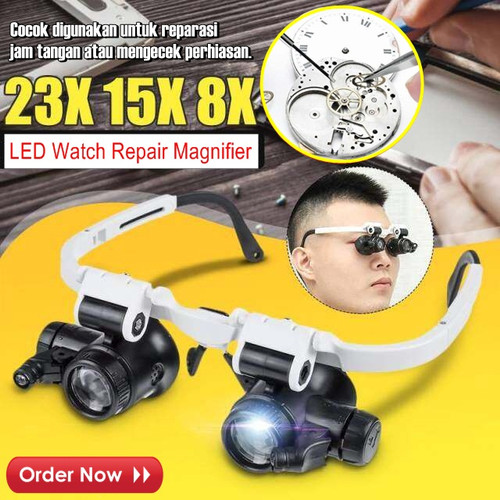 Cocok digunakan untuk reparasi
jam tangan atau mengecek perhiasan.
23X 15X 8X
LED Watch Repair Magnifier
Order Now